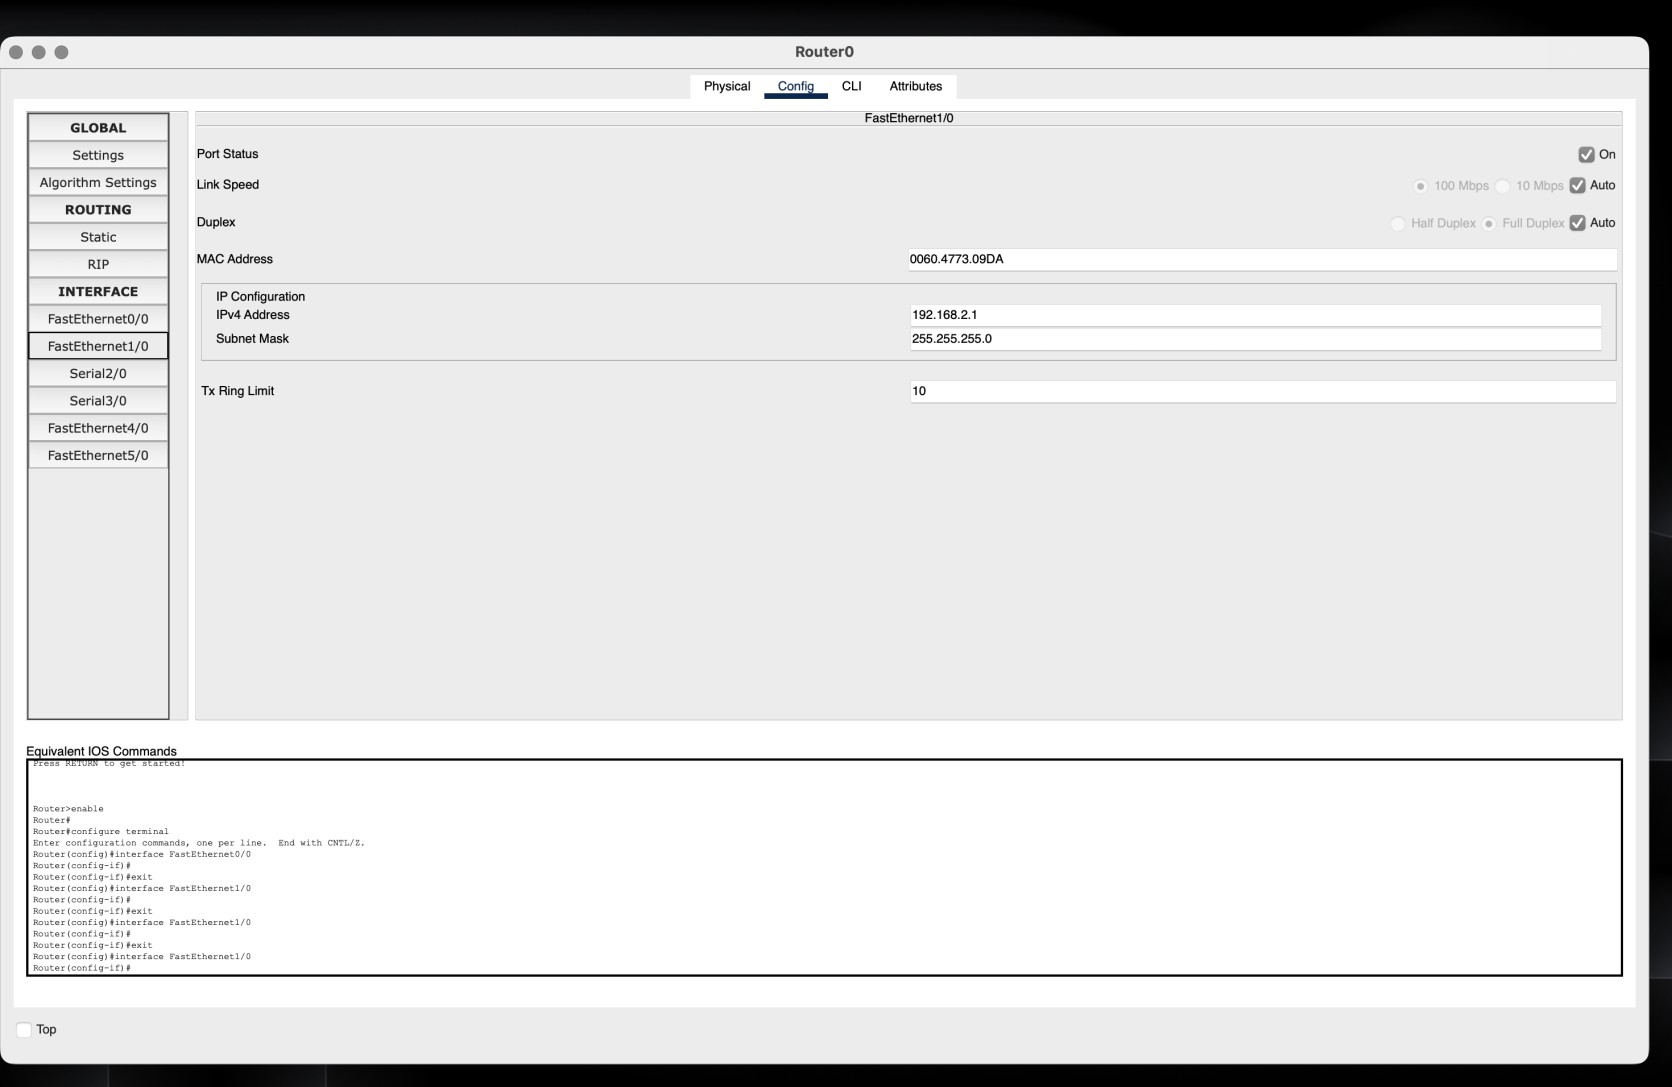 Router0
Physical Config CLI Attributes
GLOBAL
Settings
Algorithm Settings
ROUTING
Static
RIP
INTERFACE
FastEthernet0/0
FastEthernet1/0
Serial2/0
Serial3/0
FastEthernet4/0
FastEthernet5/0
FastEthernet1/0
Port Status On
Link Speed 100 Mbps 10 Mbps Auto
Duplex Half Duplex Full Duplex Auto
MAC Address 0060.4773.09DA
IP Configuration
IPv4 Address 192.168.2.1
Subnet Mask 255.255.255.0
Tx Ring Limit 10
Equivalent IOS Commands
Press RETURN to get started!
Router>enable
Router#
Router#configure terminal
Enter configuration commands, one per line. End with CNTL/Z.
Router(config)#interface FastEthernet0/0
Router(config-if)#
Router(config-if)#exit
Router(config)#interface FastEthernet1/0
Router(config-if)#
Router(config-if)#exit
Router(config)#interface FastEthernet1/0
Router(config-if)#
Router(config-if)#exit
Router(config)#interface FastEthernet1/0
Router(config-if)#
Top